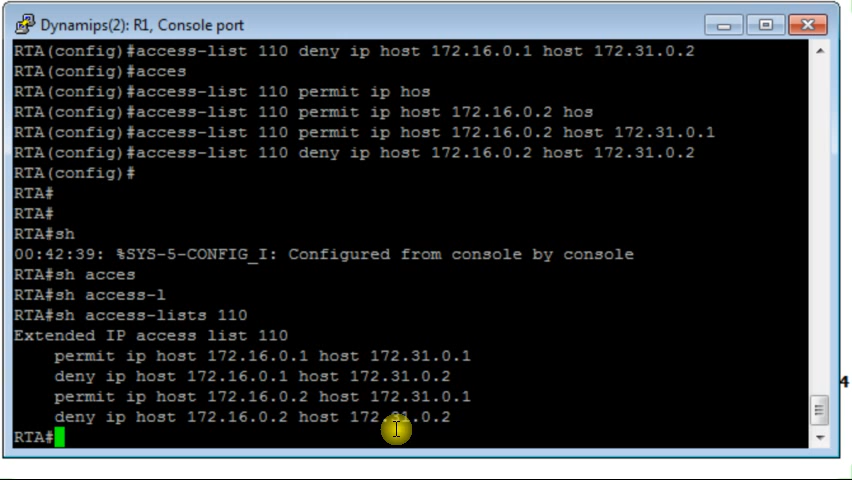 Dynamips(2): R1, Console port
RTA(config)#access-list 110 deny ip host 172.16.0.1 host 172.31.0.2
RTA(config)#acces
RTA(config)#access-list 110 permit ip hos
RTA(config)#access-list 110 permit ip host 172.16.0.2 hos
RTA(config)#access-list 110 permit ip host 172.16.0.2 host 172.31.0.1
RTA(config)#access-list 110 deny ip host 172.16.0.2 host 172.31.0.2
RTA(config)#
RTA#
RTA#
RTA#sh
00:42:39: %SYS-5-CONFIG_I: Configured from console by console
RTA#sh acces
RTA#sh access-l
RTA#sh access-lists 110
Extended IP access list 110
    permit ip host 172.16.0.1 host 172.31.0.1
    deny ip host 172.16.0.1 host 172.31.0.2
    permit ip host 172.16.0.2 host 172.31.0.1
    deny ip host 172.16.0.2 host 172.31.0.2
RTA#
4